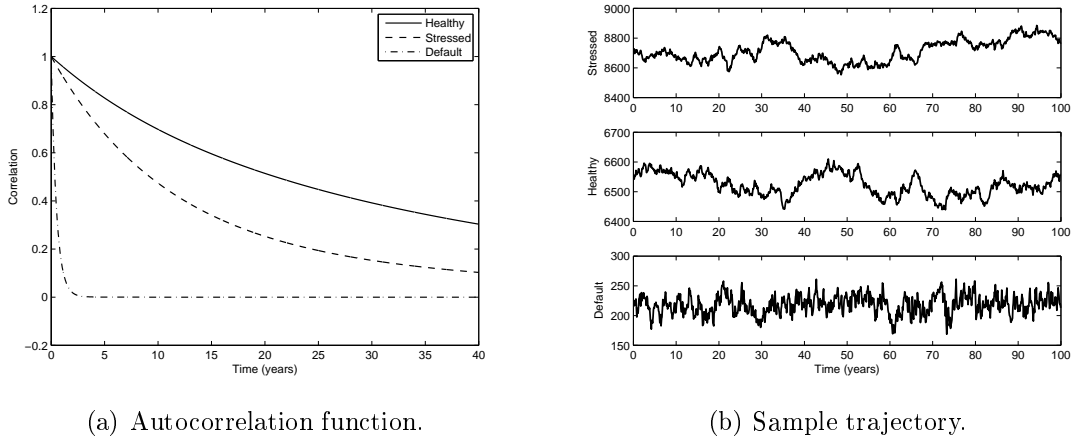 1.2
1
0.8
0.6
0.4
0.2
0
−0.2
Correlation
0 5 10 15 20 25 30 35 40
Time (years)
Healthy
Stressed
Default
(a) Autocorrelation function.
9000
8800
8600
8400
Stressed
0 10 20 30 40 50 60 70 80 90 100
6700
6600
6500
6400
Healthy
0 10 20 30 40 50 60 70 80 90 100
300
250
200
150
Default
0 10 20 30 40 50 60 70 80 90 100
Time (years)
(b) Sample trajectory.